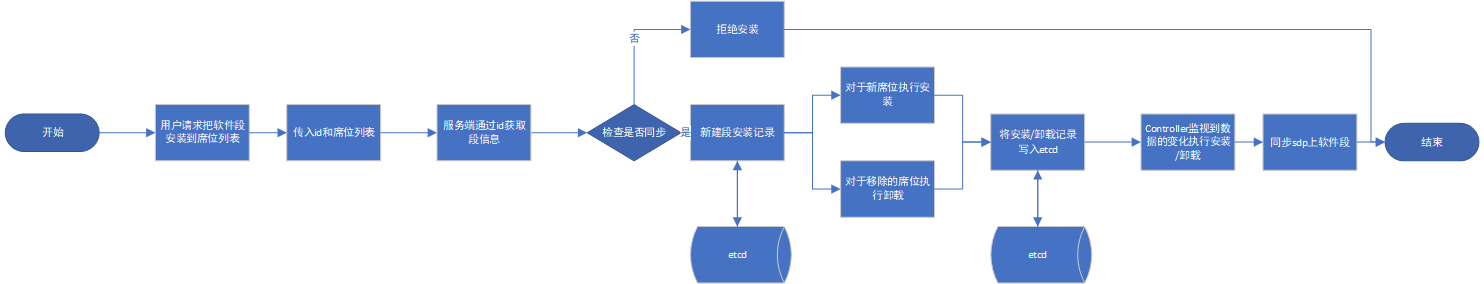 开始
用户请求把软件段
安装到席位列表
传入id和席位列表
服务端通过id获取
段信息
检查是否同步
否
拒绝安装
是
新建段安装记录
etcd
对于新席位执行安
装
对于移除的席位执
行卸载
将安装/卸载记录
写入etcd
etcd
Controller监视到数
据的变化执行安装
/卸载
同步sdp上软件段
结束